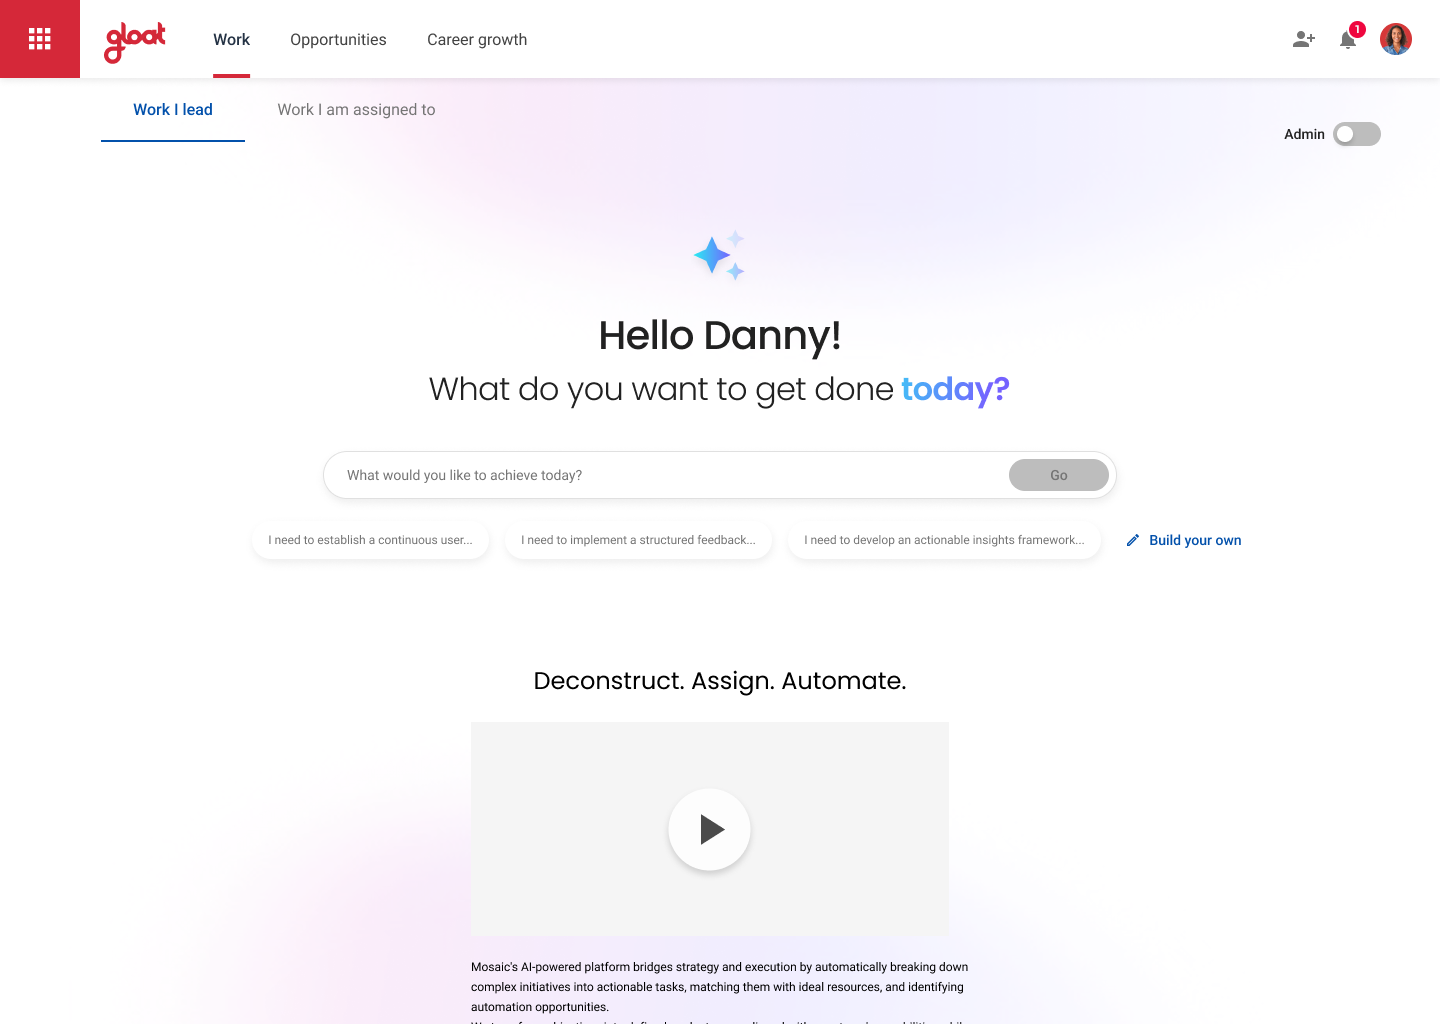 gloat
Work
Opportunities
Career growth
1
Work I lead
Work I am assigned to
Admin
Hello Danny!
What do you want to get done today?
What would you like to achieve today?
Go
I need to establish a continuous user...
I need to implement a structured feedback...
I need to develop an actionable insights framework...
Build your own
Deconstruct. Assign. Automate.
Mosaic's AI-powered platform bridges strategy and execution by automatically breaking down
complex initiatives into actionable tasks, matching them with ideal resources, and identifying
automation opportunities.